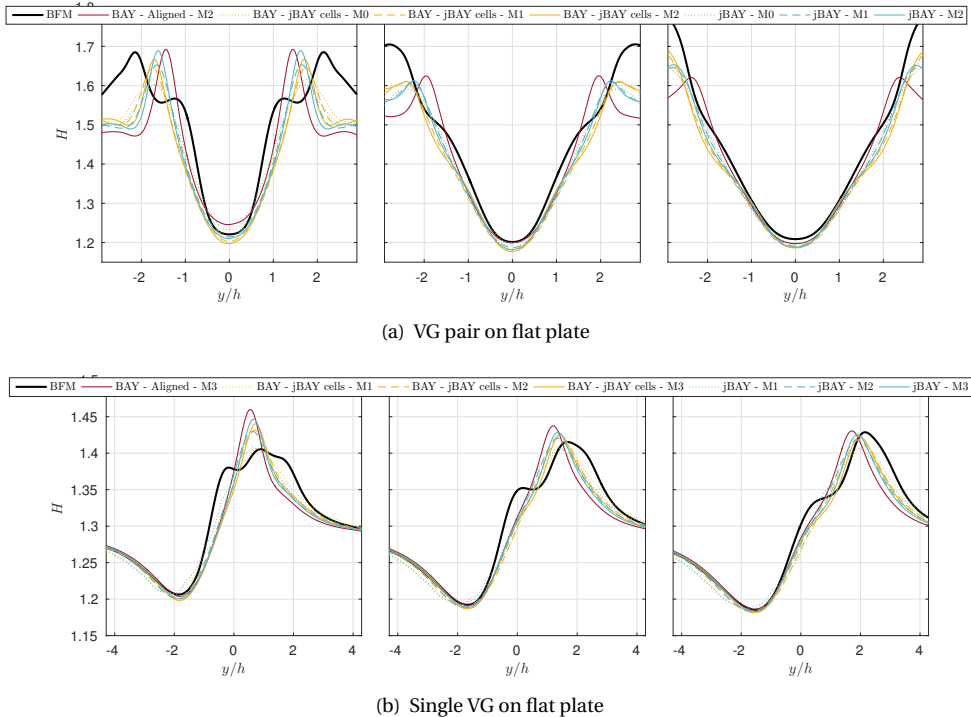 1.8
BFM BAY - Aligned - M2 BAY - jBAY cells - M0 BAY - jBAY cells - M1 BAY - jBAY cells - M2 jBAY - M0 jBAY - M1 jBAY - M2
1.7
1.6
1.5
H
1.4
1.3
1.2
-2 -1 0 1 2 -2 -1 0 1 2 -2 -1 0 1 2
y/h y/h y/h
(a) VG pair on flat plate
BFM BAY - Aligned - M3 BAY - jBAY cells - M1 BAY - jBAY cells - M2 BAY - jBAY cells - M3 jBAY - M1 jBAY - M2 jBAY - M3
1.45
1.4
1.35
H
1.3
1.25
1.2
1.15
-4 -2 0 2 4 -4 -2 0 2 4 -4 -2 0 2 4
y/h y/h y/h
(b) Single VG on flat plate